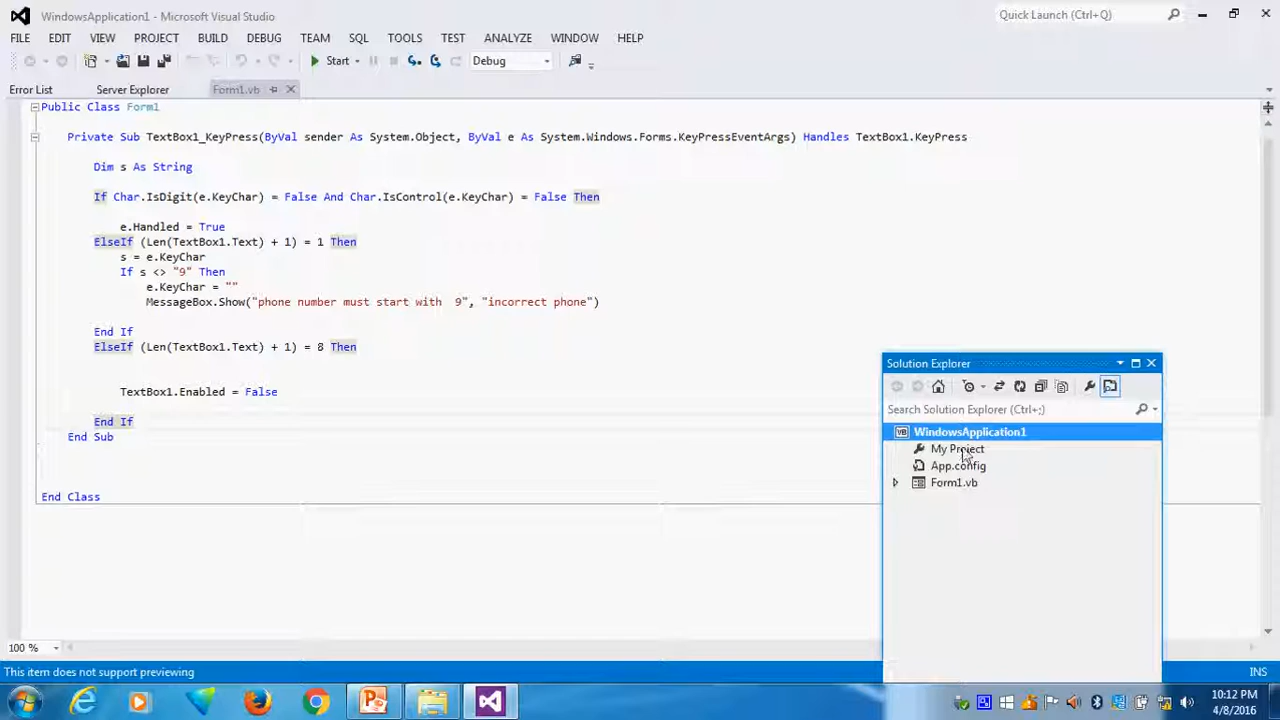 WindowsApplication1 - Microsoft Visual Studio
Quick Launch (Ctrl+Q)
FILE EDIT VIEW PROJECT BUILD DEBUG TEAM SQL TOOLS TEST ANALYZE WINDOW HELP
Start Debug
Error List Server Explorer Form1.vb
Public Class Form1
Private Sub TextBox1_KeyPress(ByVal sender As System.Object, ByVal e As System.Windows.Forms.KeyPressEventArgs) Handles TextBox1.KeyPress
Dim s As String
If Char.IsDigit(e.KeyChar) = False And Char.IsControl(e.KeyChar) = False Then
e.Handled = True
ElseIf (Len(TextBox1.Text) + 1) = 1 Then
s = e.KeyChar
If s <> "9" Then
e.KeyChar = ""
MessageBox.Show("phone number must start with  9", "incorrect phone")
End If
ElseIf (Len(TextBox1.Text) + 1) = 8 Then
TextBox1.Enabled = False
End If
End Sub
End Class
Solution Explorer
Search Solution Explorer (Ctrl+;)
VB WindowsApplication1
My Project
App.config
Form1.vb
100 %
This item does not support previewing INS
10:12 PM
4/8/2016